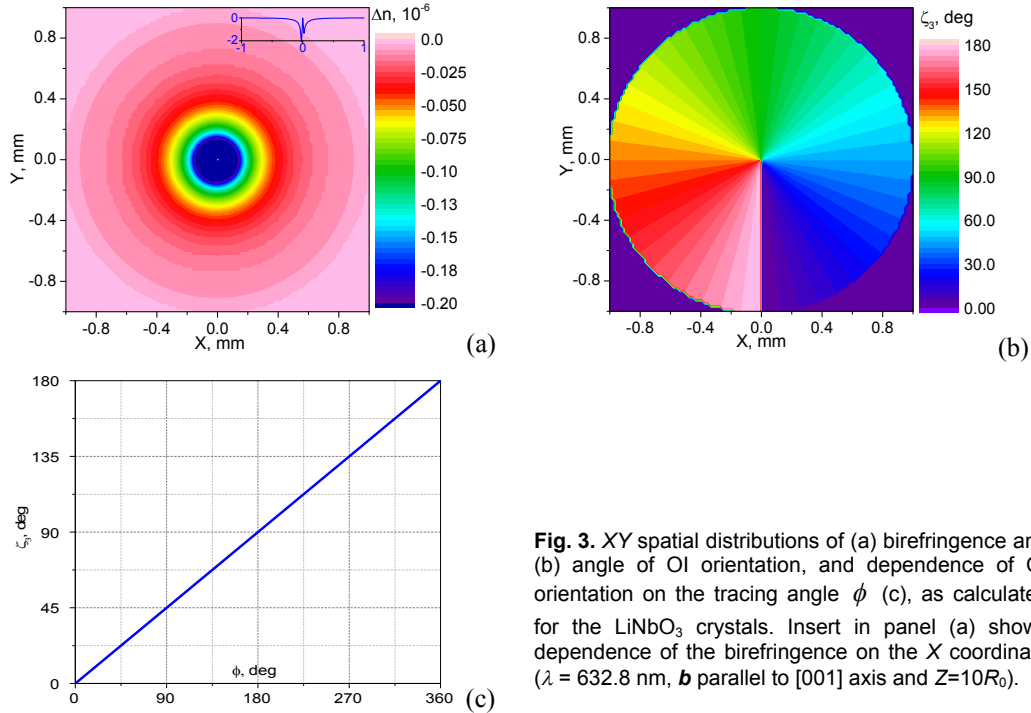 Δn, 10⁻⁶
0.0
-0.025
-0.050
-0.075
-0.10
-0.13
-0.15
-0.18
-0.20
0
-2
-1 0 1
0.8
0.4
0.0
-0.4
-0.8
Y, mm
-0.8 -0.4 0.0 0.4 0.8
X, mm
(a)
ζ₃, deg
180
150
120
90.0
60.0
30.0
0.00
0.8
0.4
0.0
-0.4
-0.8
Y, mm
-0.8 -0.4 0.0 0.4 0.8
X, mm
(b)
180
135
90
45
0
ζ₃, deg
ϕ, deg
0 90 180 270 360
(c)
Fig. 3. XY spatial distributions of (a) birefringence an
(b) angle of OI orientation, and dependence of
orientation on the tracing angle ϕ (c), as calculate
for the LiNbO₃ crystals. Insert in panel (a) show
dependence of the birefringence on the X coordina
(λ = 632.8 nm, b parallel to [001] axis and Z=10R₀).